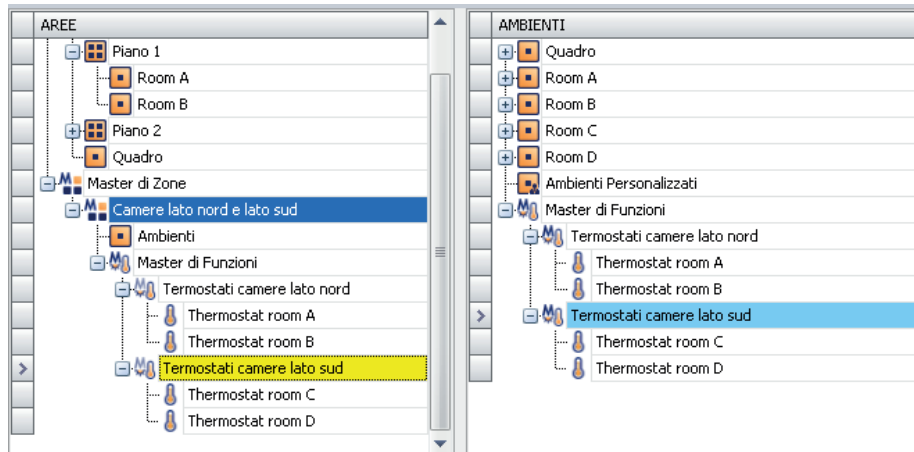 AREE
Piano 1
Room A
Room B
Piano 2
Quadro
Master di Zone
Camere lato nord e lato sud
Ambienti
Master di Funzioni
Termostati camere lato nord
Thermostat room A
Thermostat room B
Termostati camere lato sud
Thermostat room C
Thermostat room D
AMBIENTI
Quadro
Room A
Room B
Room C
Room D
Ambienti Personalizzati
Master di Funzioni
Termostati camere lato nord
Thermostat room A
Thermostat room B
Termostati camere lato sud
Thermostat room C
Thermostat room D